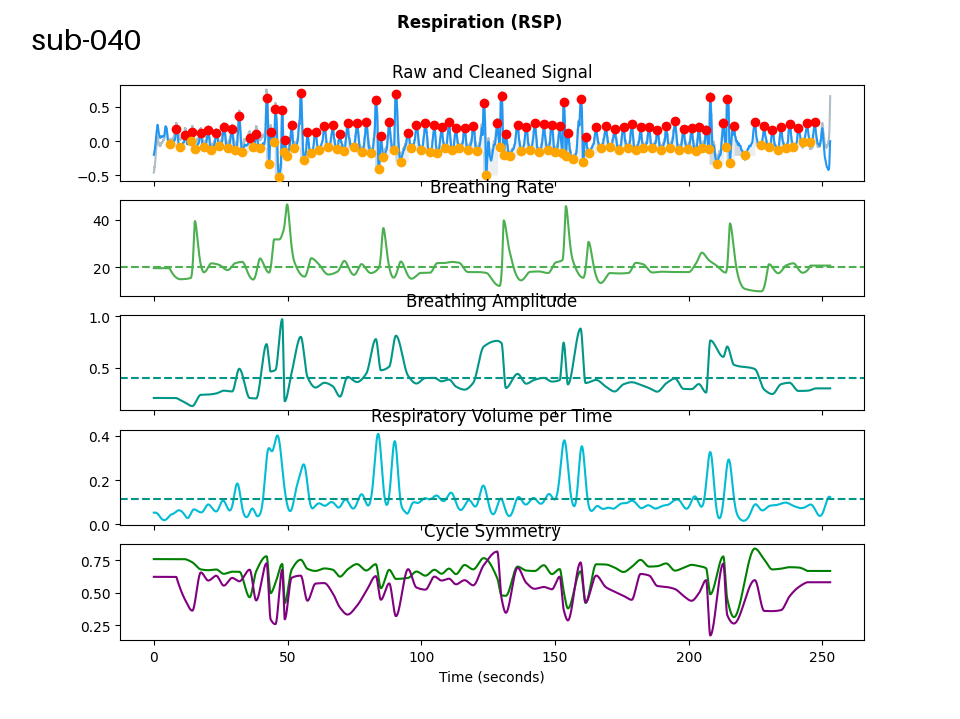 Respiration (RSP)
sub-040
Raw and Cleaned Signal
0.5
0.0
−0.5
Breathing Rate
40
20
Breathing Amplitude
1.0
0.5
Respiratory Volume per Time
0.4
0.2
0.0
Cycle Symmetry
0.75
0.50
0.25
0 50 100 150 200 250
Time (seconds)